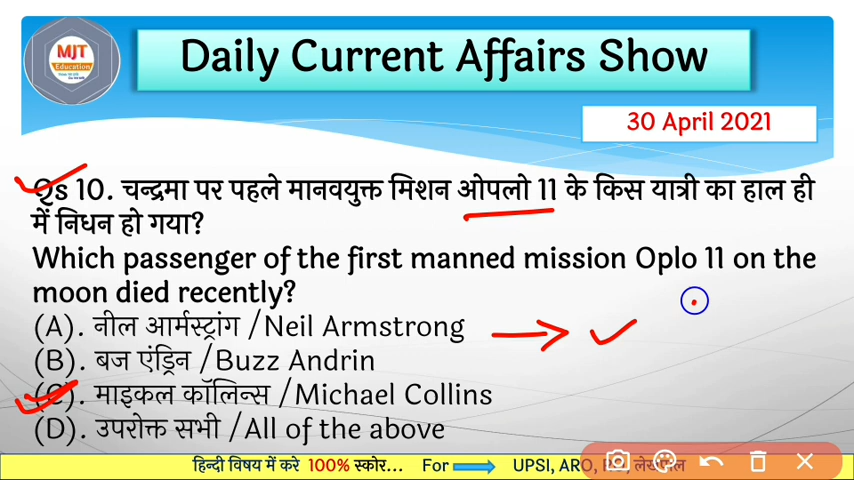 MJT
Education
Daily Current Affairs Show
30 April 2021
Qs 10. चन्द्रमा पर पहले मानवयुक्त मिशन ओपलो 11 के किस यात्री का हाल ही
में निधन हो गया?
Which passenger of the first manned mission Oplo 11 on the
moon died recently?
(A). नील आर्मस्ट्रांग /Neil Armstrong
(B). बज एंड्रिन /Buzz Andrin
(C). माइकल कॉलिन्स /Michael Collins
(D). उपरोक्त सभी /All of the above
हिन्दी विषय में करे 100% स्कोर... For UPSI, ARO,